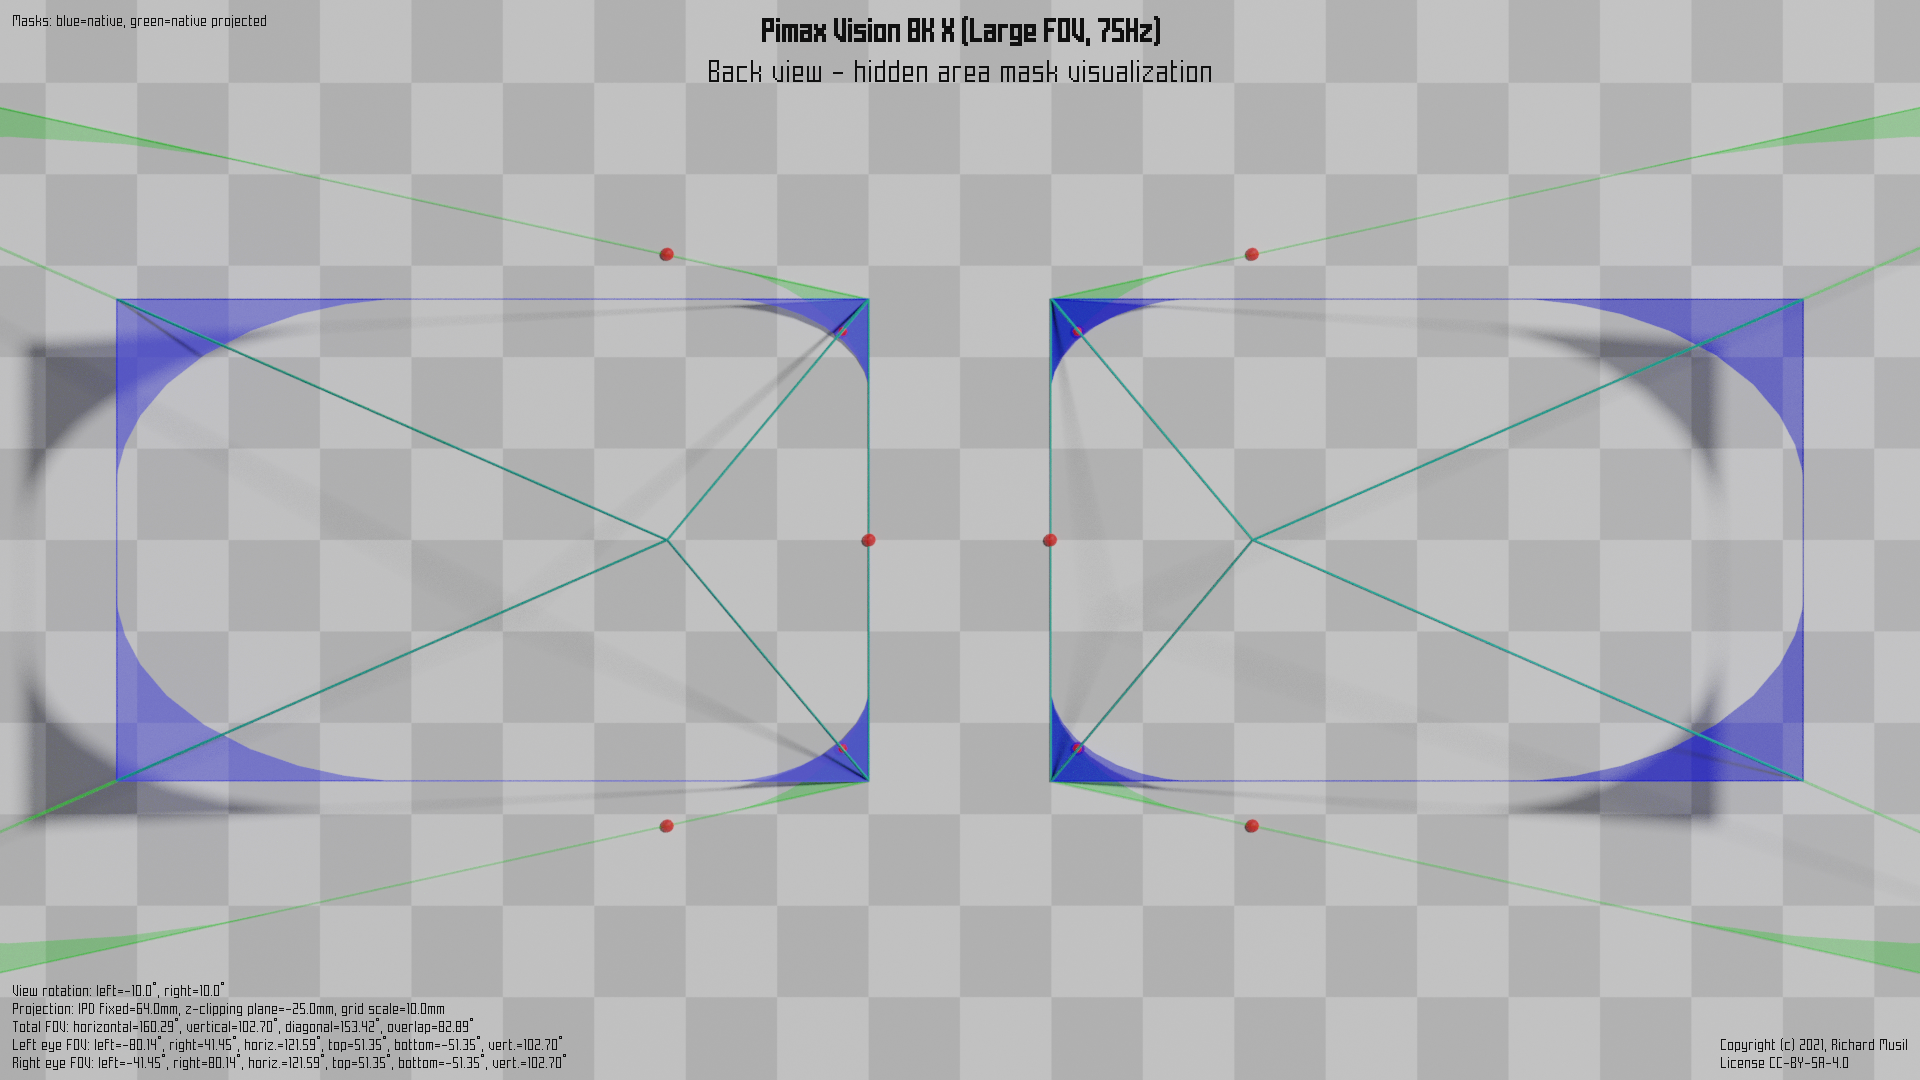 Masks: blue=native, green=native projected
Pimax Vision 8K X (Large FOV, 75Hz)
Back view - hidden area mask visualization
View rotation: left=-10.0°, right=10.0°
Projection: IPD fixed=64.0mm, z-clipping plane=-25.0mm, grid scale=10.0mm
Total FOV: horizontal=160.29°, vertical=102.70°, diagonal=153.42°, overlap=82.89°
Left eye FOV: left=-80.14°, right=41.45°, horiz.=121.59°, top=51.35°, bottom=-51.35°, vert.=102.70°
Right eye FOV: left=-41.45°, right=80.14°, horiz.=121.59°, top=51.35°, bottom=-51.35°, vert.=102.70°
Copyright (c) 2021, Richard Musil
License CC-BY-SA-4.0